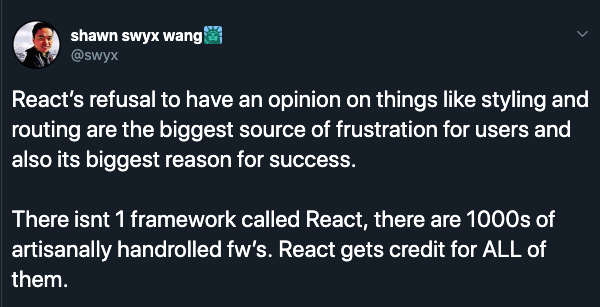 shawn swyx wang🗽
@swyx
React's refusal to have an opinion on things like styling and
routing are the biggest source of frustration for users and
also its biggest reason for success.
There isnt 1 framework called React, there are 1000s of
artisanally handrolled fw's. React gets credit for ALL of
them.